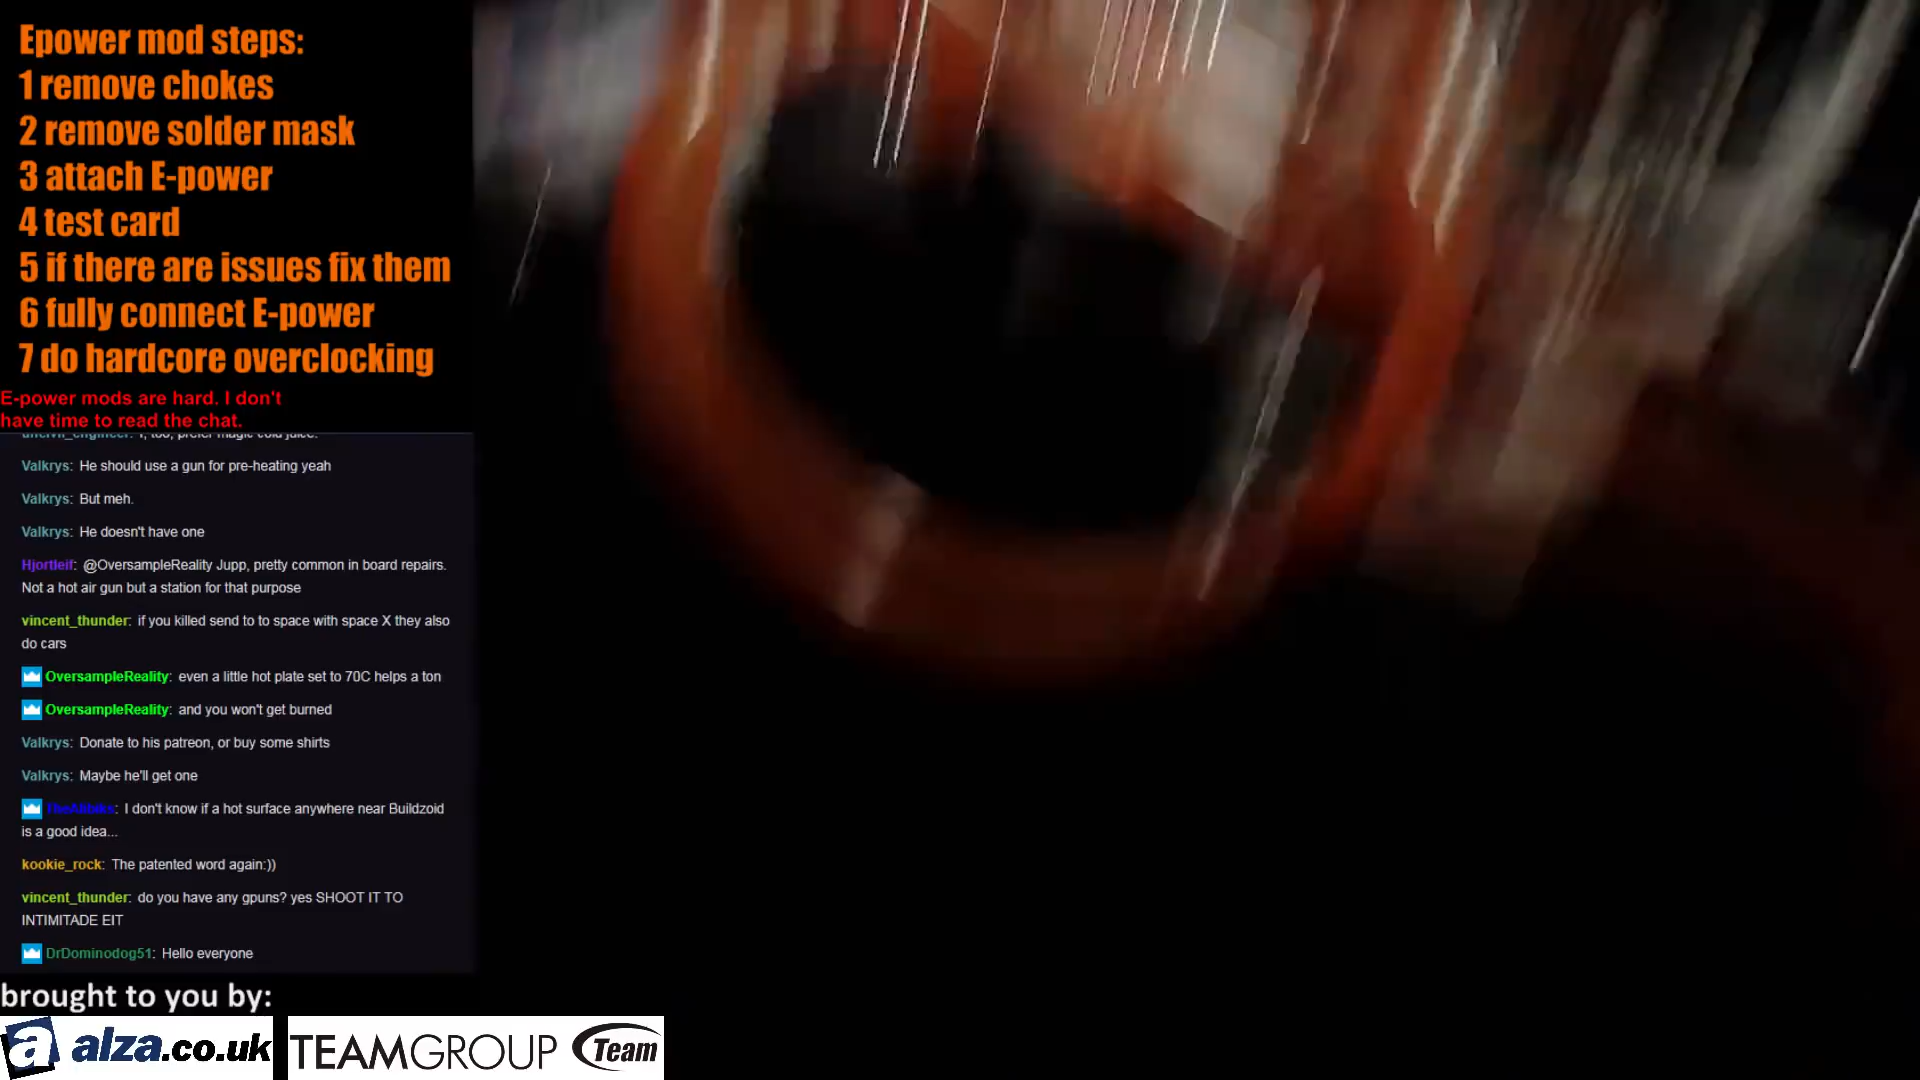 Epower mod steps:
1 remove chokes
2 remove solder mask
3 attach E-power
4 test card
5 if there are issues fix them
6 fully connect E-power
7 do hardcore overclocking
E-power mods are hard. I don't
have time to read the chat.
Valkrys: He should use a gun for pre-heating yeah
Valkrys: But meh.
Valkrys: He doesn't have one
Hjortleif: @OversampleReality Jupp, pretty common in board repairs.
Not a hot air gun but a station for that purpose
vincent_thunder: if you killed send to to space with space X they also
do cars
OversampleReality: even a little hot plate set to 70C helps a ton
OversampleReality: and you won't get burned
Valkrys: Donate to his patreon, or buy some shirts
Valkrys: Maybe he'll get one
I don't know if a hot surface anywhere near Buildzoid
is a good idea...
kookie_rock: The patented word again:))
vincent_thunder: do you have any gpuns? yes SHOOT IT TO
INTIMITADE EIT
DrDominodog51: Hello everyone
brought to you by:
a alza.co.uk TEAMGROUP Team